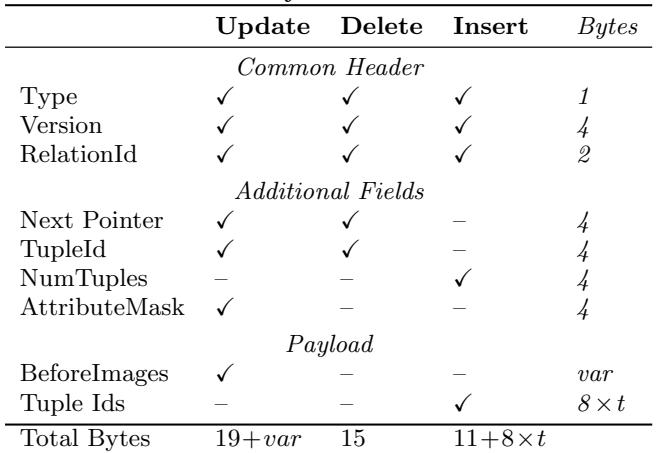 Update Delete Insert Bytes
Common Header
Type ✓ ✓ ✓ 1
Version ✓ ✓ ✓ 4
RelationId ✓ ✓ ✓ 2
Additional Fields
Next Pointer ✓ ✓ – 4
TupleId ✓ ✓ – 4
NumTuples – – ✓ 4
AttributeMask ✓ – – 4
Payload
BeforeImages ✓ – – var
Tuple Ids – – ✓ 8×t
Total Bytes 19+var 15 11+8×t